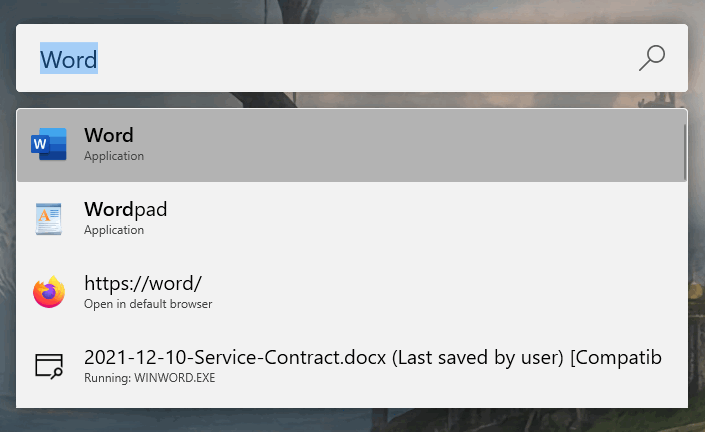 Word
Word
Application
Wordpad
Application
https://word/
Open in default browser
2021-12-10-Service-Contract.docx (Last saved by user) [Compatib
Running: WINWORD.EXE